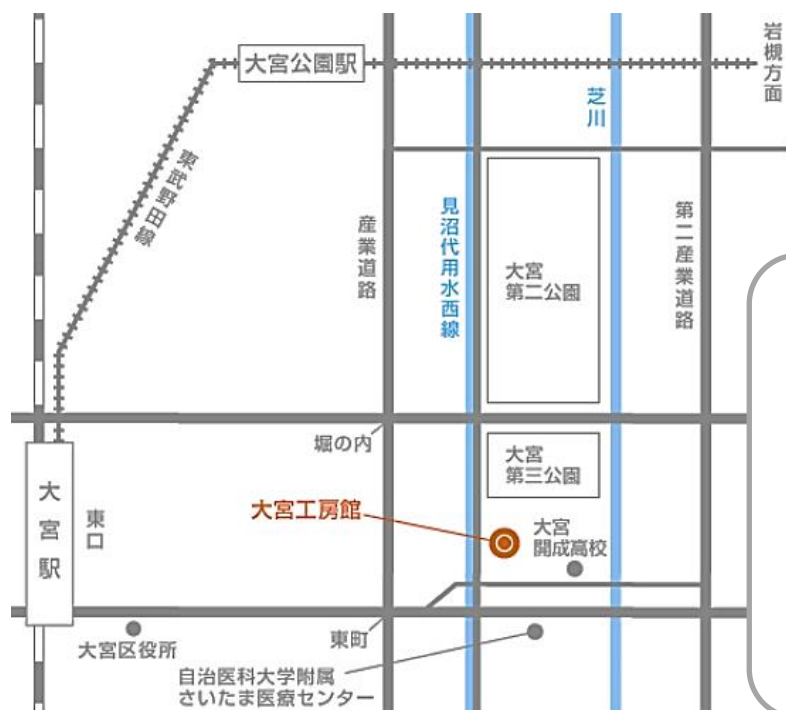 大宮公園駅
岩槻方面
芝川
東武野田線
産業道路
見沼代用水西線
大宮
第二公園
第二産業道路
堀の内
大宮
第三公園
大宮駅
東口
大宮工房館
大宮
開成高校
大宮区役所
東町
自治医科大学附属
さいたま医療センター